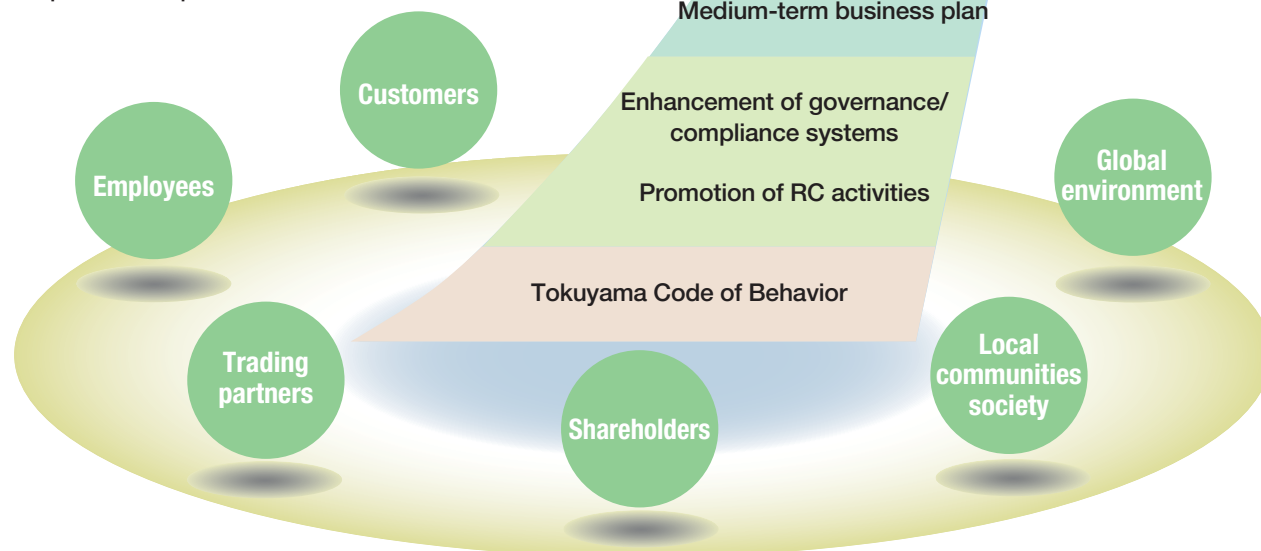 Medium-term business plan
Customers
Enhancement of governance/
compliance systems
Employees
Global
environment
Promotion of RC activities
Tokuyama Code of Behavior
Trading
partners
Local
communities
society
Shareholders